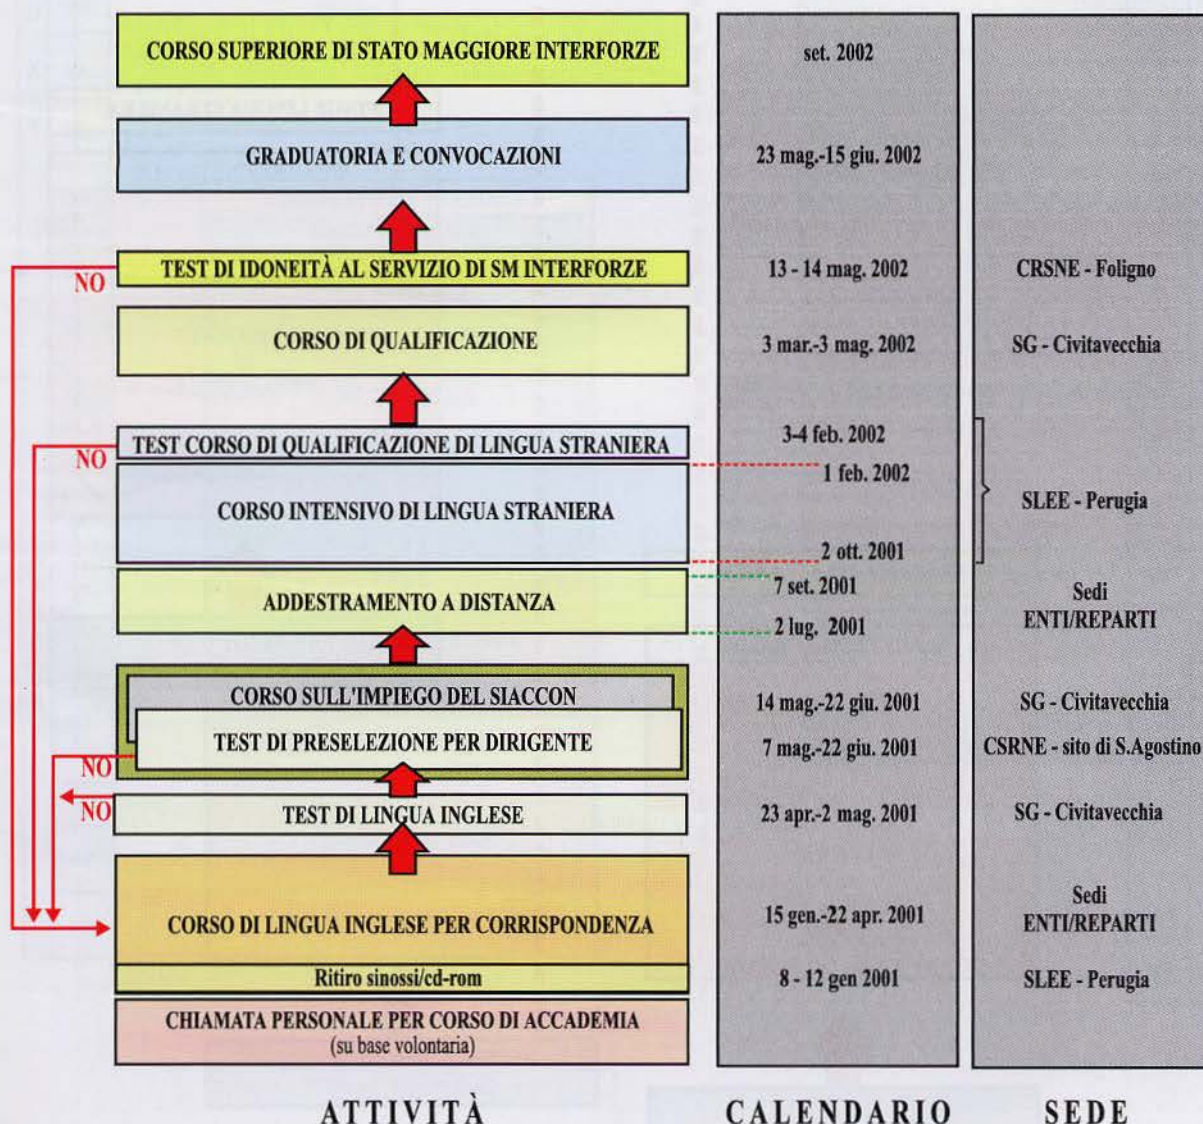 CORSO SUPERIORE DI STATO MAGGIORE INTERFORZE set. 2002
GRADUATORIA E CONVOCAZIONI 23 mag.-15 giu. 2002
TEST DI IDONEITÀ AL SERVIZIO DI SM INTERFORZE 13 - 14 mag. 2002 CRSNE - Foligno
NO
CORSO DI QUALIFICAZIONE 3 mar.-3 mag. 2002 SG - Civitavecchia
TEST CORSO DI QUALIFICAZIONE DI LINGUA STRANIERA 3-4 feb. 2002
NO
1 feb. 2002
CORSO INTENSIVO DI LINGUA STRANIERA SLEE - Perugia
2 ott. 2001
7 set. 2001
ADDESTRAMENTO A DISTANZA Sedi
ENTI/REPARTI
2 lug. 2001
CORSO SULL'IMPIEGO DEL SIACCON 14 mag.-22 giu. 2001 SG - Civitavecchia
TEST DI PRESELEZIONE PER DIRIGENTE 7 mag.-22 giu. 2001 CSRNE - sito di S.Agostino
NO
NO
TEST DI LINGUA INGLESE 23 apr.-2 mag. 2001 SG - Civitavecchia
CORSO DI LINGUA INGLESE PER CORRISPONDENZA 15 gen.-22 apr. 2001 Sedi
ENTI/REPARTI
Ritiro sinossi/cd-rom 8 - 12 gen 2001 SLEE - Perugia
CHIAMATA PERSONALE PER CORSO DI ACCADEMIA
(su base volontaria)
ATTIVITÀ CALENDARIO SEDE